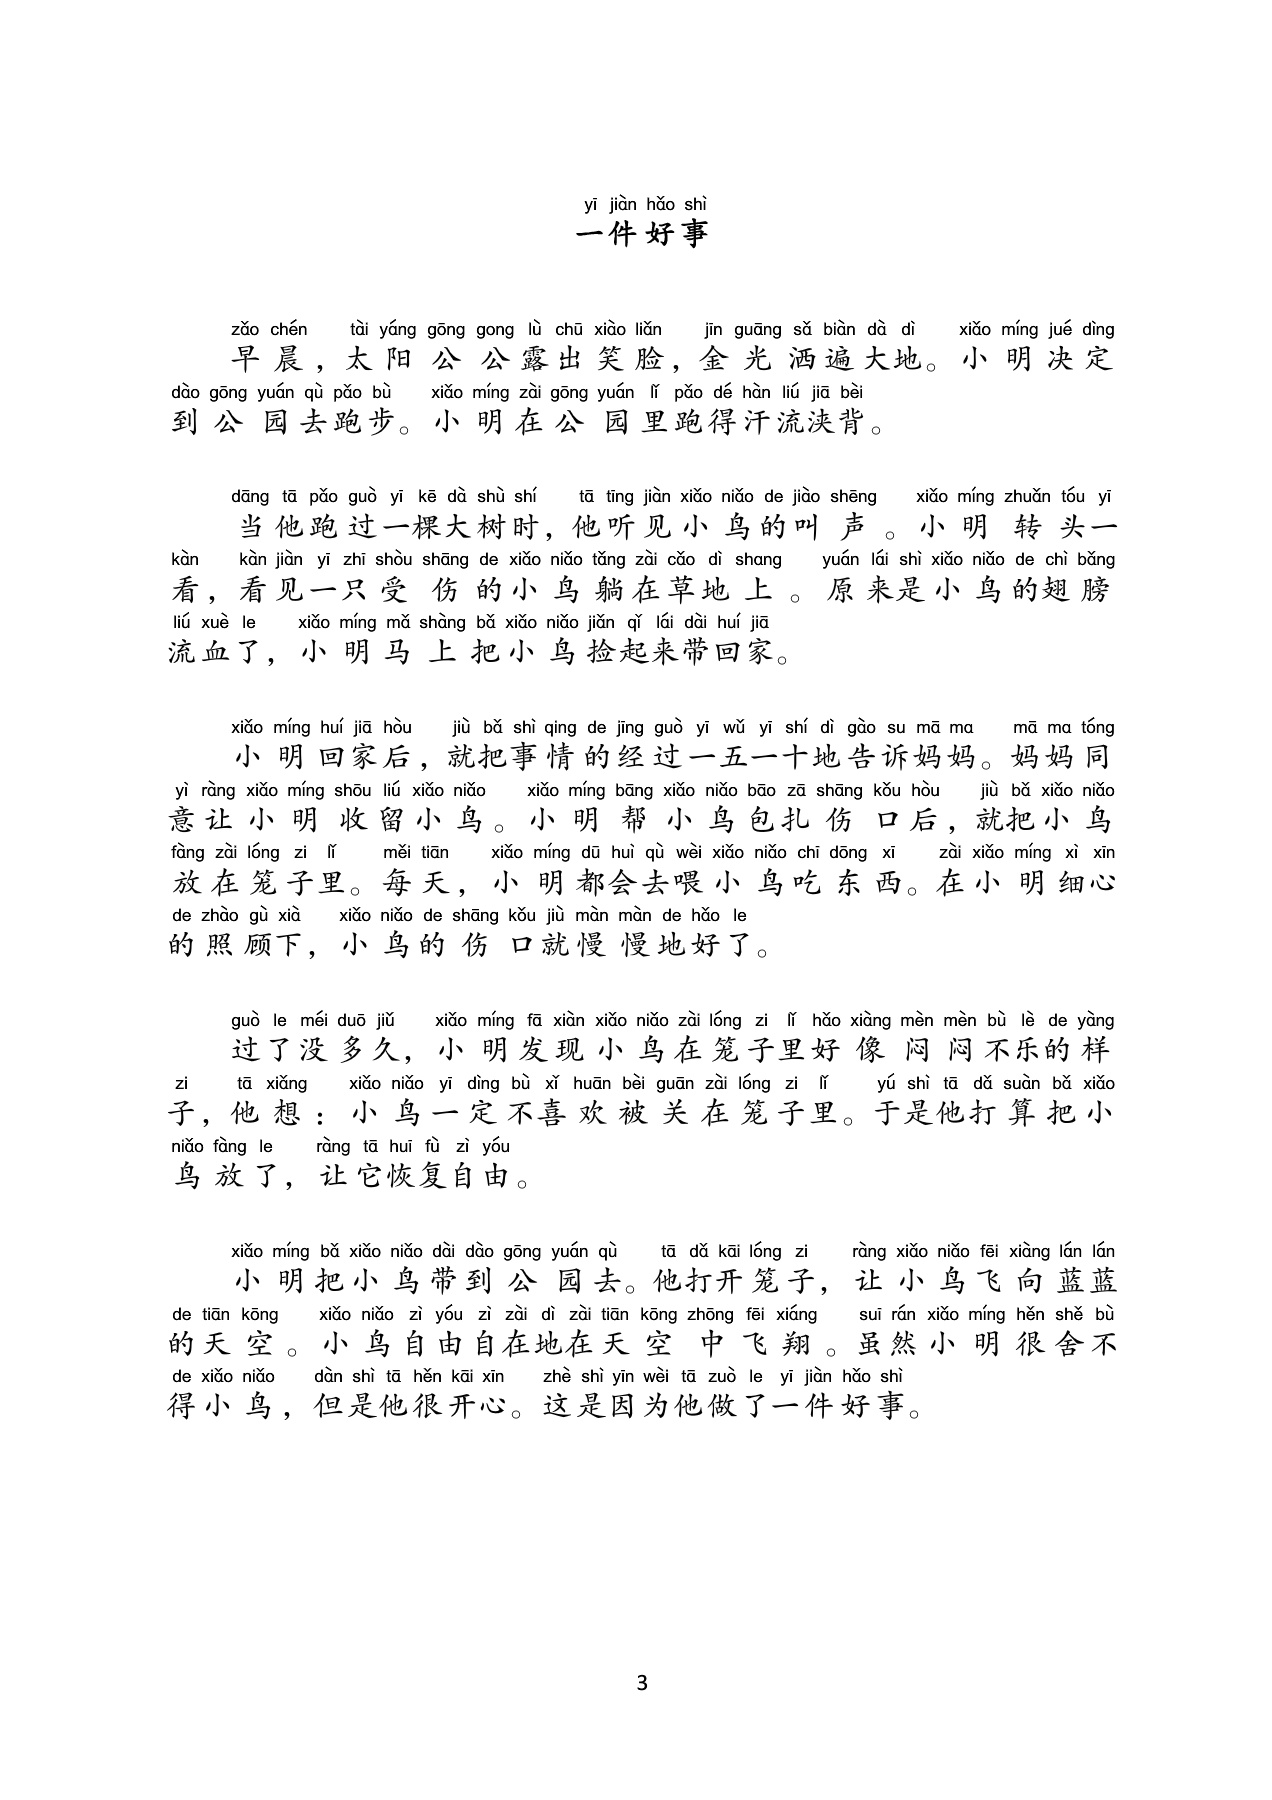 yī jiàn hǎo shì
一件好事
zǎo chén tài yáng gōng gong lù chū xiào liǎn jīn guāng sǎ biàn dà dì xiǎo míng jué dìng
早晨，太阳公公露出笑脸，金光洒遍大地。小明决定
dào gōng yuán qù pǎo bù xiǎo míng zài gōng yuán lǐ pǎo dé hàn liú jiā bèi
到公园去跑步。小明在公园里跑得汗流浃背。
dāng tā pǎo guò yī kē dà shù shí tā tīng jiàn xiǎo niǎo de jiào shēng xiǎo míng zhuǎn tóu yī
当他跑过一棵大树时，他听见小鸟的叫声。小明转头一
kàn kàn jiàn yī zhī shòu shāng de xiǎo niǎo tǎng zài cǎo dì shang yuán lái shì xiǎo niǎo de chì bǎng
看，看见一只受伤的小鸟躺在草地上。原来是小鸟的翅膀
liú xuè le xiǎo míng mǎ shàng bǎ xiǎo niǎo jiǎn qǐ lái dài huí jiā
流血了，小明马上把小鸟捡起来带回家。
xiǎo míng huí jiā hòu jiù bǎ shì qing de jīng guò yī wǔ yī shí dì gào su mā ma mā ma tóng
小明回家后，就把事情的经过一五一十地告诉妈妈。妈妈同
yì ràng xiǎo míng shōu liú xiǎo niǎo xiǎo míng bāng xiǎo niǎo bāo zā shāng kǒu hòu jiù bǎ xiǎo niǎo
意让小明收留小鸟。小明帮小鸟包扎伤口后，就把小鸟
fàng zài lóng zi lǐ měi tiān xiǎo míng dū huì qù wèi xiǎo niǎo chī dōng xī zài xiǎo míng xì xīn
放在笼子里。每天，小明都会去喂小鸟吃东西。在小明细心
de zhào gù xià xiǎo niǎo de shāng kǒu jiù màn màn de hǎo le
的照顾下，小鸟的伤口就慢慢地好了。
guò le méi duō jiǔ xiǎo míng fā xiàn xiǎo niǎo zài lóng zi lǐ hǎo xiàng mèn mèn bù lè de yàng
过了没多久，小明发现小鸟在笼子里好像闷闷不乐的样
zi tā xiǎng xiǎo niǎo yī dìng bù xǐ huān bèi guān zài lóng zi lǐ yú shì tā dǎ suàn bǎ xiǎo
子，他想：小鸟一定不喜欢被关在笼子里。于是他打算把小
niǎo fàng le ràng tā huī fù zì yóu
鸟放了，让它恢复自由。
xiǎo míng bǎ xiǎo niǎo dài dào gōng yuán qù tā dǎ kāi lóng zi ràng xiǎo niǎo fēi xiàng lán lán
小明把小鸟带到公园去。他打开笼子，让小鸟飞向蓝蓝
de tiān kōng xiǎo niǎo zì yóu zì zài dì zài tiān kōng zhōng fēi xiáng suī rán xiǎo míng hěn shě bù
的天空。小鸟自由自在地在天空中飞翔。虽然小明很舍不
de xiǎo niǎo dàn shì tā hěn kāi xīn zhè shì yīn wèi tā zuò le yī jiàn hǎo shì
得小鸟，但是他很开心。这是因为他做了一件好事。
3